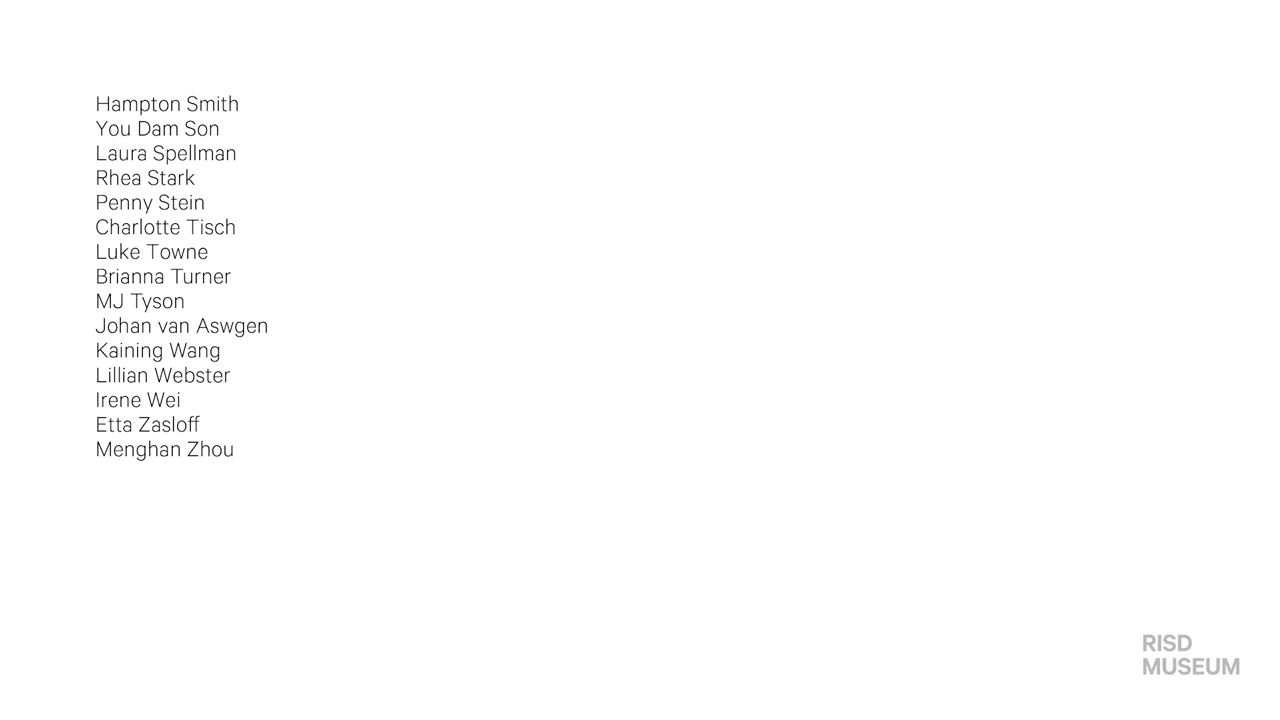 Hampton Smith
You Dam Son
Laura Spellman
Rhea Stark
Penny Stein
Charlotte Tisch
Luke Towne
Brianna Turner
MJ Tyson
Johan van Aswgen
Kaining Wang
Lillian Webster
Irene Wei
Etta Zasloff
Menghan Zhou
RISD
MUSEUM